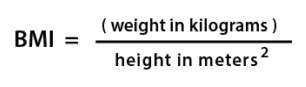 BMI = ( weight in kilograms )
height in meters²